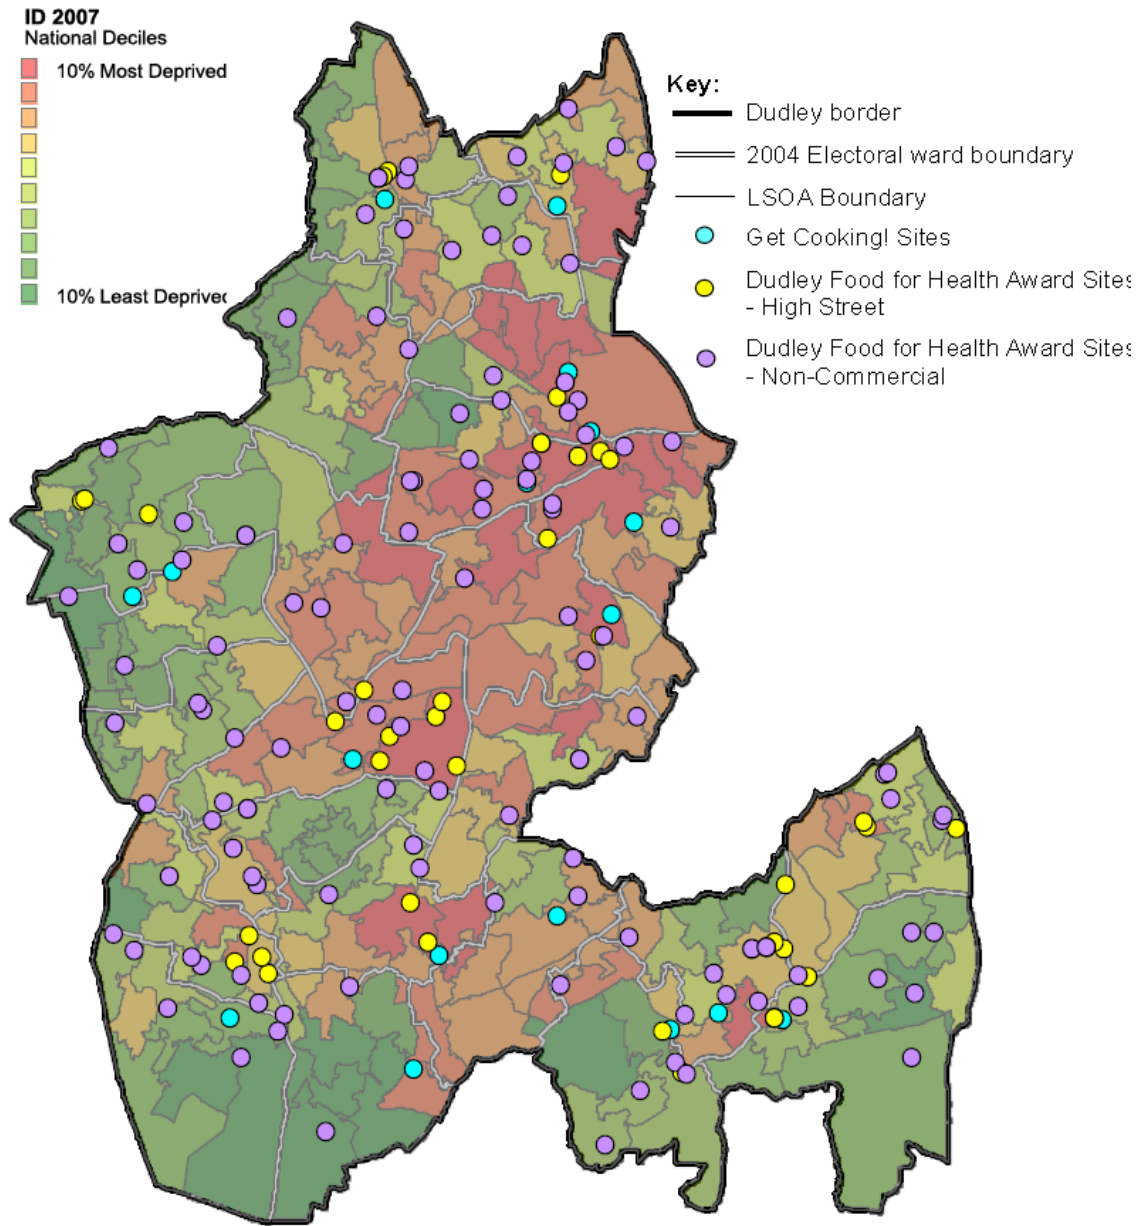 ID 2007
National Deciles
10% Most Deprived
10% Least Deprived
Key:
Dudley border
2004 Electoral ward boundary
LSOA Boundary
Get Cooking! Sites
Dudley Food for Health Award Sites
- High Street
Dudley Food for Health Award Sites
- Non-Commercial